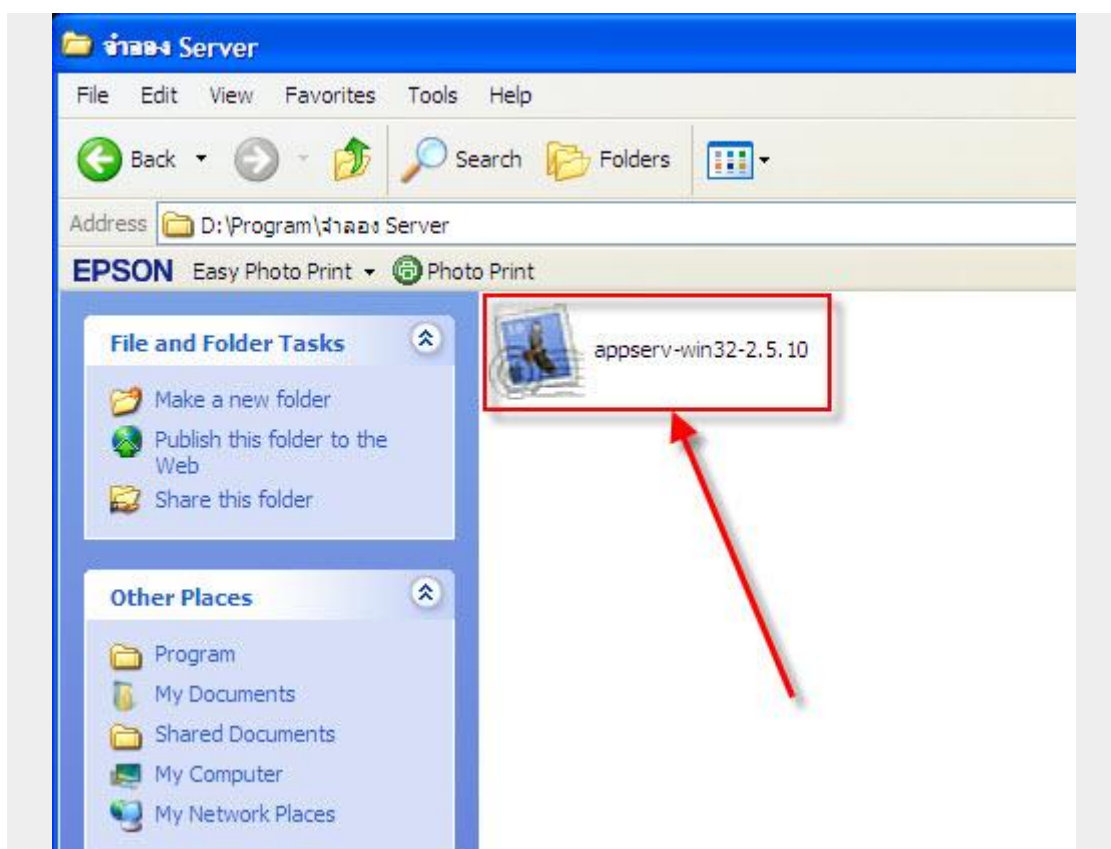 จำลอง Server
File Edit View Favorites Tools Help
Back Search Folders
Address D:\Program\จำลอง Server
EPSON Easy Photo Print Photo Print
File and Folder Tasks
Make a new folder
Publish this folder to the
Web
Share this folder
Other Places
Program
My Documents
Shared Documents
My Computer
My Network Places
appserv-win32-2.5.10